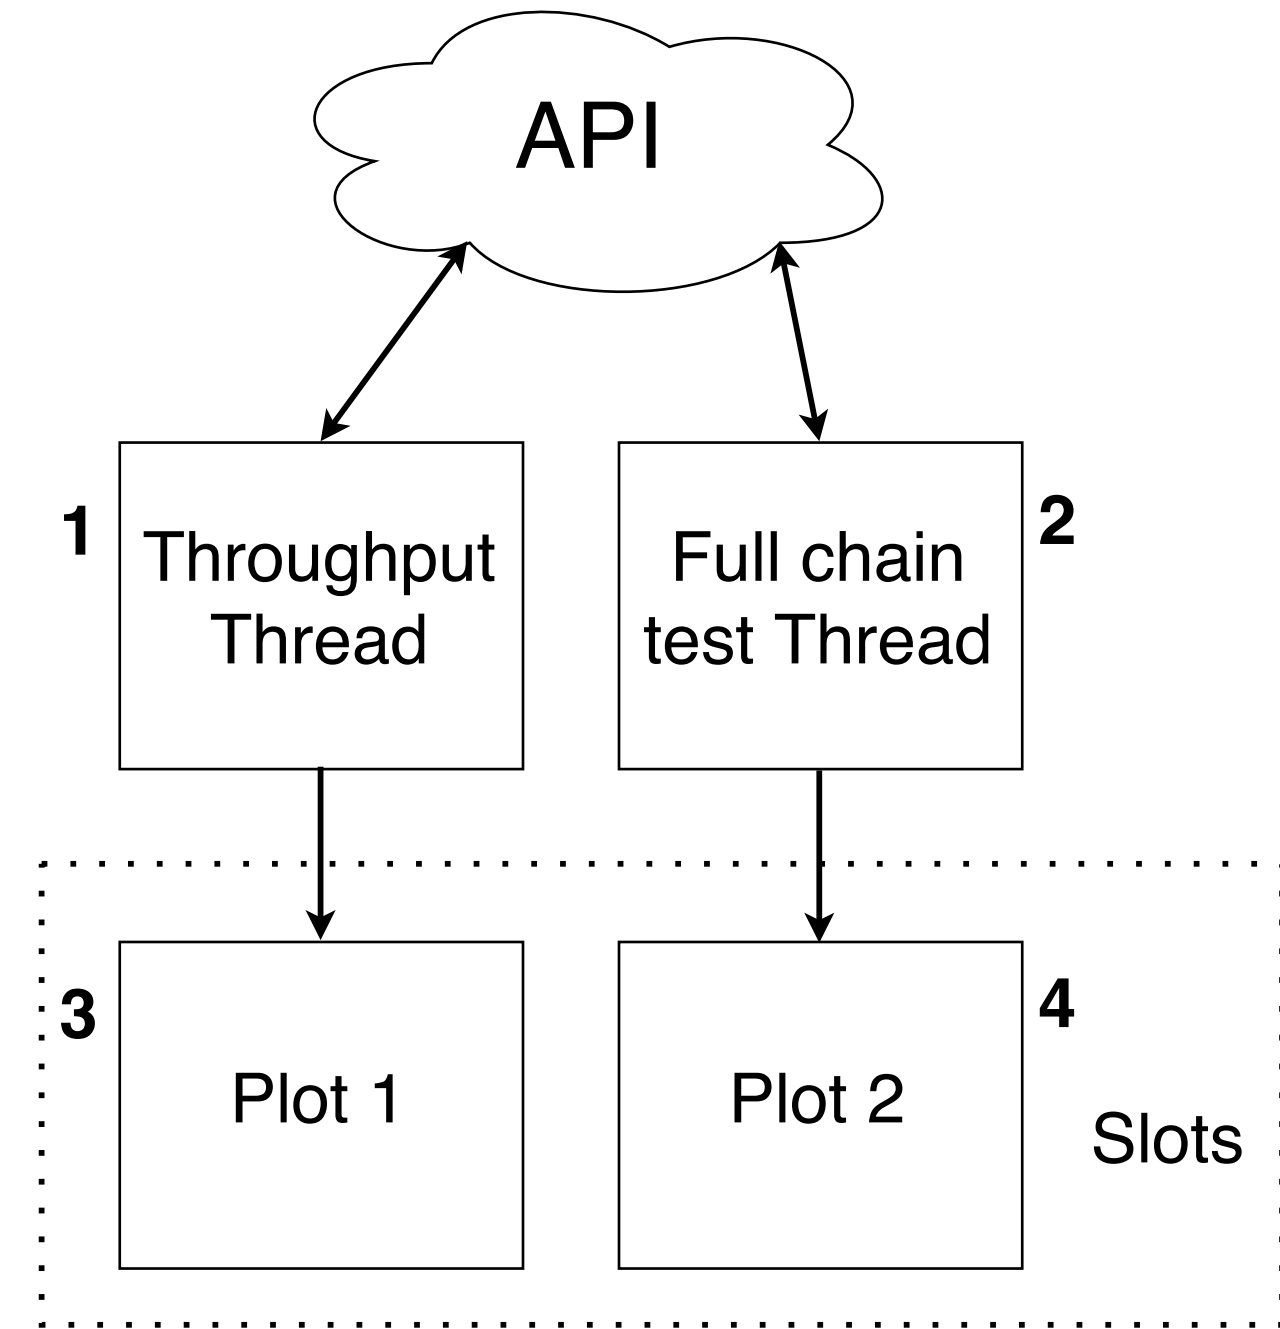 API
1
Throughput
Thread
2
Full chain
test Thread
3
Plot 1
4
Plot 2
Slots